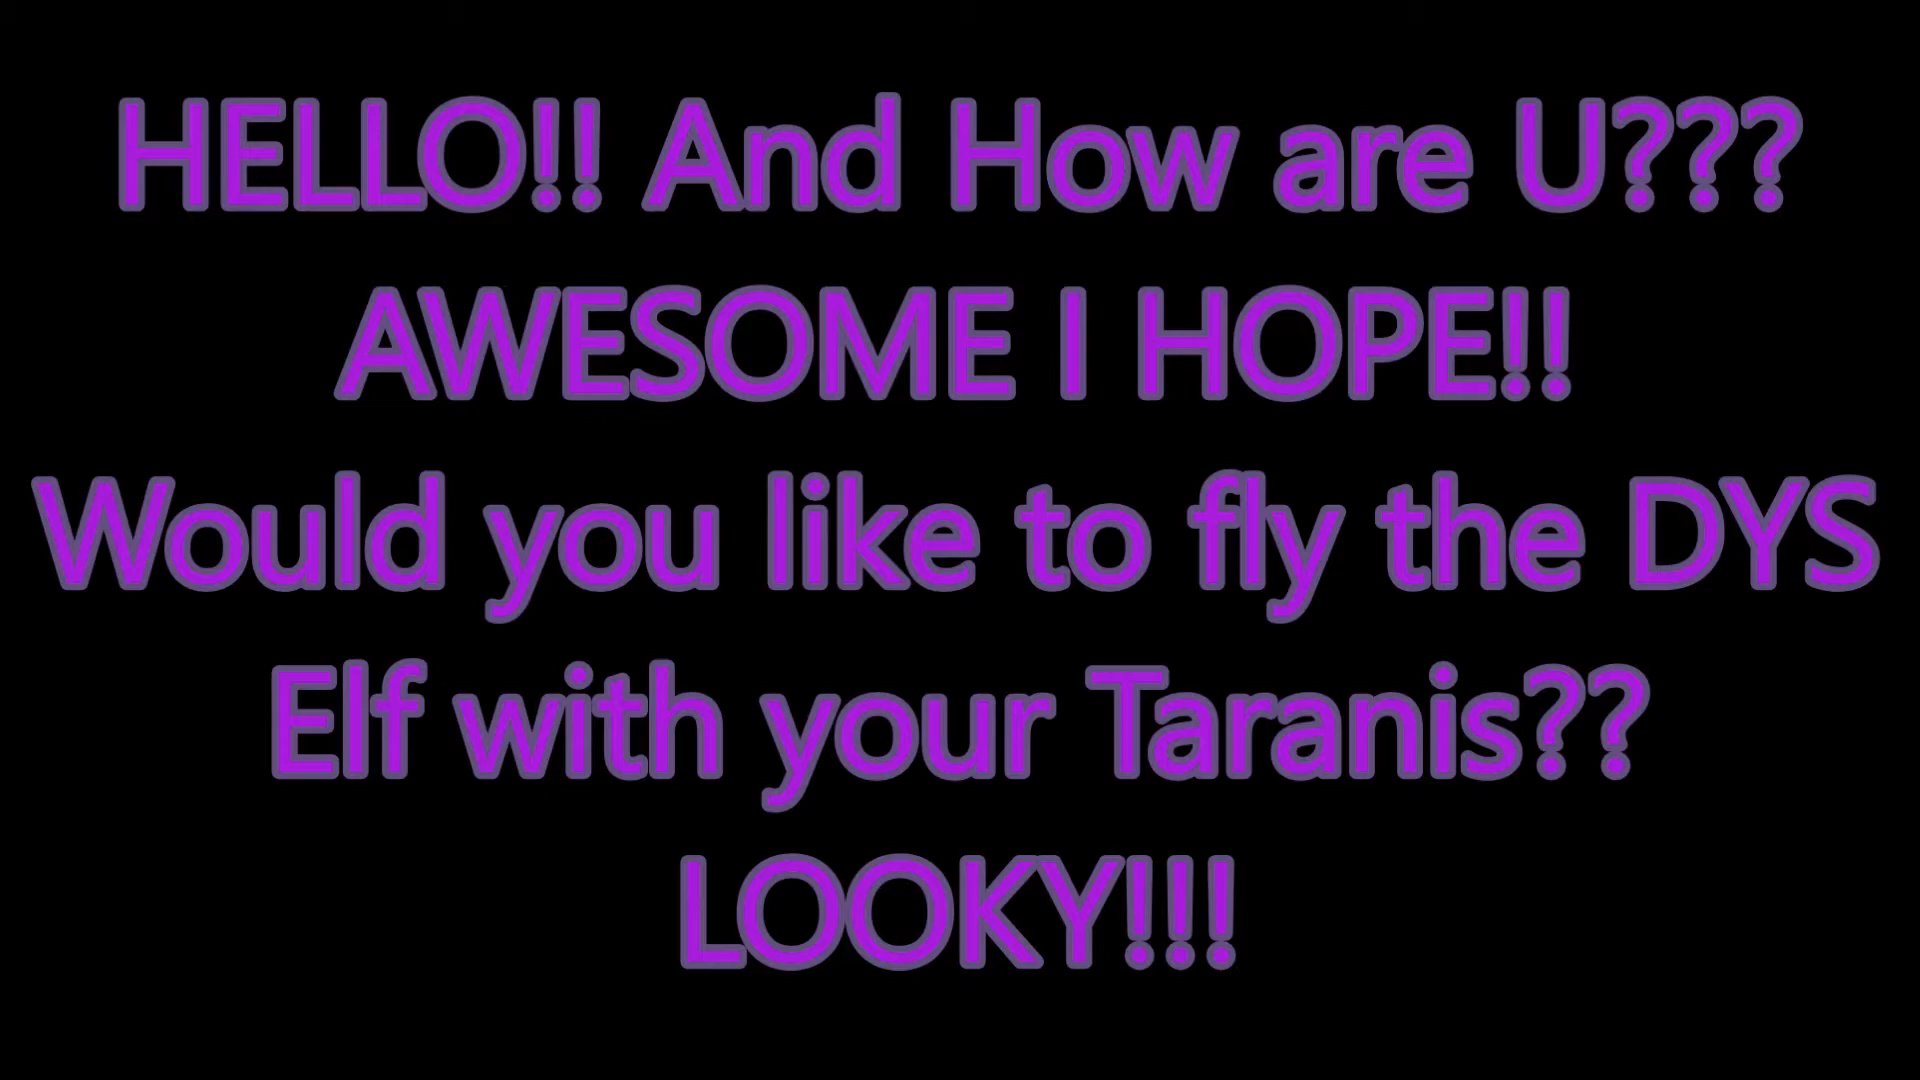 HELLO!! And How are U???
AWESOME I HOPE!!
Would you like to fly the DYS
Elf with your Taranis??
LOOKY!!!